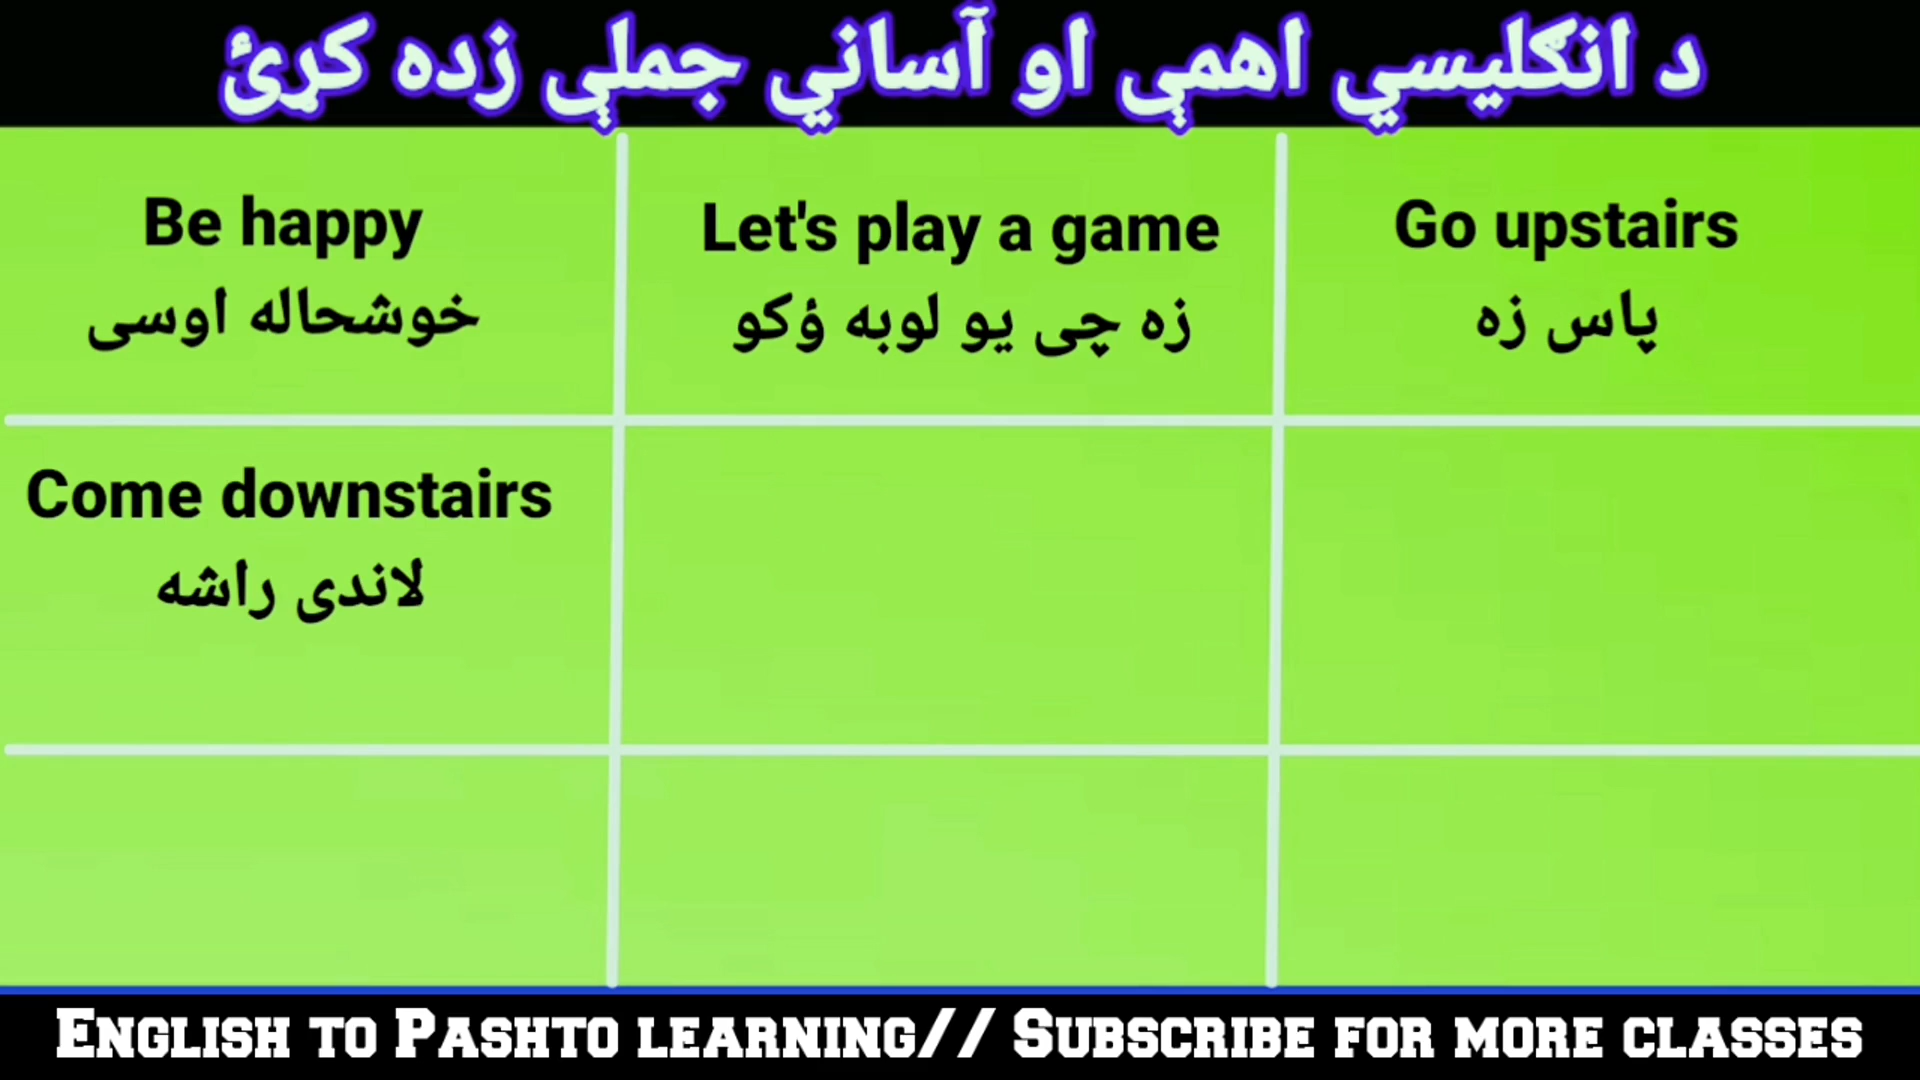 د انګلیسي اهمې او آساني جملې زده کړئ
Be happy
خوشحاله اوسی
Let's play a game
زه چی یو لوبه ؤکو
Go upstairs
پاس زه
Come downstairs
لاندی راشه
English to Pashto learning// Subscribe for more classes